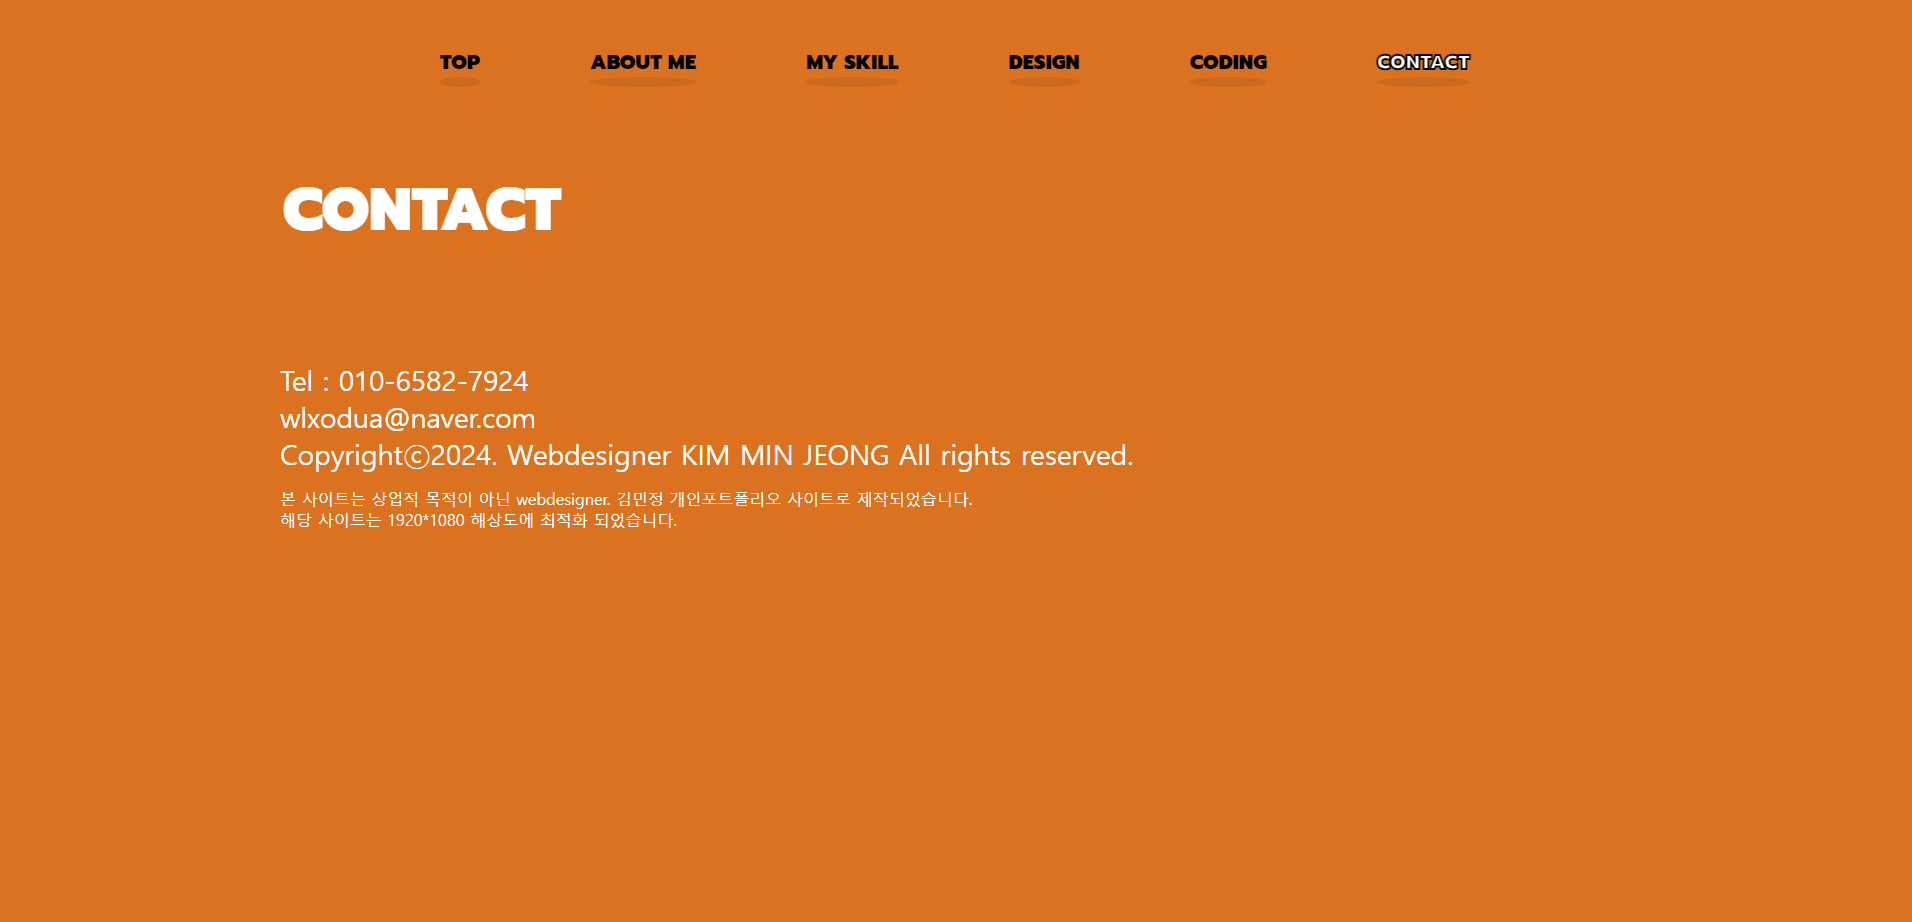 TOP ABOUT ME MY SKILL DESIGN CODING CONTACT
CONTACT
Tel : 010-6582-7924
wlxodua@naver.com
Copyrightⓒ2024. Webdesigner KIM MIN JEONG All rights reserved.
본 사이트는 상업적 목적이 아닌 webdesigner. 김민정 개인포트폴리오 사이트로 제작되었습니다.
해당 사이트는 1920*1080 해상도에 최적화 되었습니다.